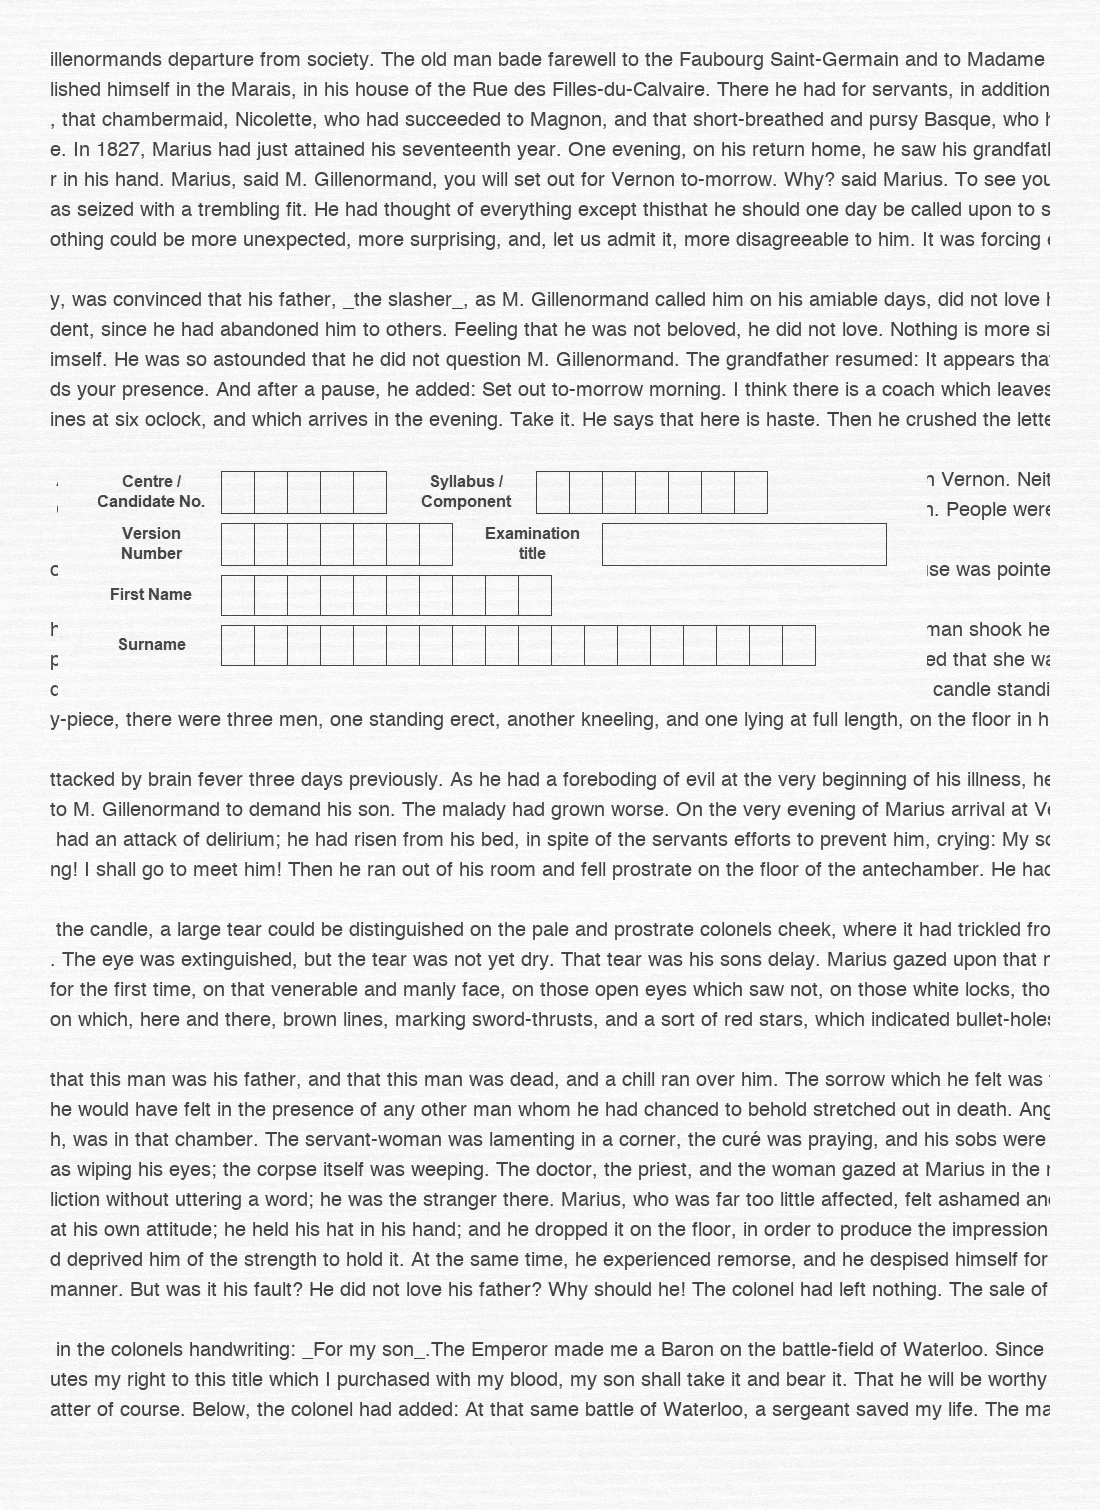 illenormands departure from society. The old man bade farewell to the Faubourg Saint-Germain and to Madame
lished himself in the Marais, in his house of the Rue des Filles-du-Calvaire. There he had for servants, in addition
, that chambermaid, Nicolette, who had succeeded to Magnon, and that short-breathed and pursy Basque, who
e. In 1827, Marius had just attained his seventeenth year. One evening, on his return home, he saw his
r in his hand. Marius, said M. Gillenormand, you will set out for Vernon to-morrow. Why? said Marius. To see
as seized with a trembling fit. He had thought of everything except thisthat he should one day be called upon to s
othing could be more unexpected, more surprising, and, let us admit it, more disagreeable to him. It was forcing
y, was convinced that his father, _the slasher_, as M. Gillenormand called him on his amiable days, did not love
dent, since he had abandoned him to others. Feeling that he was not beloved, he did not love. Nothing is more si
imself. He was so astounded that he did not question M. Gillenormand. The grandfather resumed: It appears
ds your presence. And after a pause, he added: Set out to-morrow morning. I think there is a coach which leaves
ines at six oclock, and which arrives in the evening. Take it. He says that here is haste. Then he crushed the lette
Vernon. Neit
Centre / Candidate No. Syllabus / Component
People were
Version Number Examination title
was pointe
First Name
man shook he
Surname
ed that she wa
candle standi
y-piece, there were three men, one standing erect, another kneeling, and one lying at full length, on the floor in h
ttacked by brain fever three days previously. As he had a foreboding of evil at the very beginning of his illness, he
to M. Gillenormand to demand his son. The malady had grown worse. On the very evening of Marius arrival at Ve
had an attack of delirium; he had risen from his bed, in spite of the servants efforts to prevent him, crying: My so
ng! I shall go to meet him! Then he ran out of his room and fell prostrate on the floor of the antechamber. He had
the candle, a large tear could be distinguished on the pale and prostrate colonels cheek, where it had trickled fro
. The eye was extinguished, but the tear was not yet dry. That tear was his sons delay. Marius gazed upon that
for the first time, on that venerable and manly face, on those open eyes which saw not, on those white locks, tho
on which, here and there, brown lines, marking sword-thrusts, and a sort of red stars, which indicated bullet-holes
that this man was his father, and that this man was dead, and a chill ran over him. The sorrow which he felt was
he would have felt in the presence of any other man whom he had chanced to behold stretched out in death. Ang
h, was in that chamber. The servant-woman was lamenting in a corner, the curé was praying, and his sobs were
as wiping his eyes; the corpse itself was weeping. The doctor, the priest, and the woman gazed at Marius in the
liction without uttering a word; he was the stranger there. Marius, who was far too little affected, felt ashamed and
at his own attitude; he held his hat in his hand; and he dropped it on the floor, in order to produce the impression
d deprived him of the strength to hold it. At the same time, he experienced remorse, and he despised himself for
manner. But was it his fault? He did not love his father? Why should he! The colonel had left nothing. The sale of
in the colonels handwriting: _For my son_.The Emperor made me a Baron on the battle-field of Waterloo. Since
utes my right to this title which I purchased with my blood, my son shall take it and bear it. That he will be worthy
atter of course. Below, the colonel had added: At that same battle of Waterloo, a sergeant saved my life. The ma